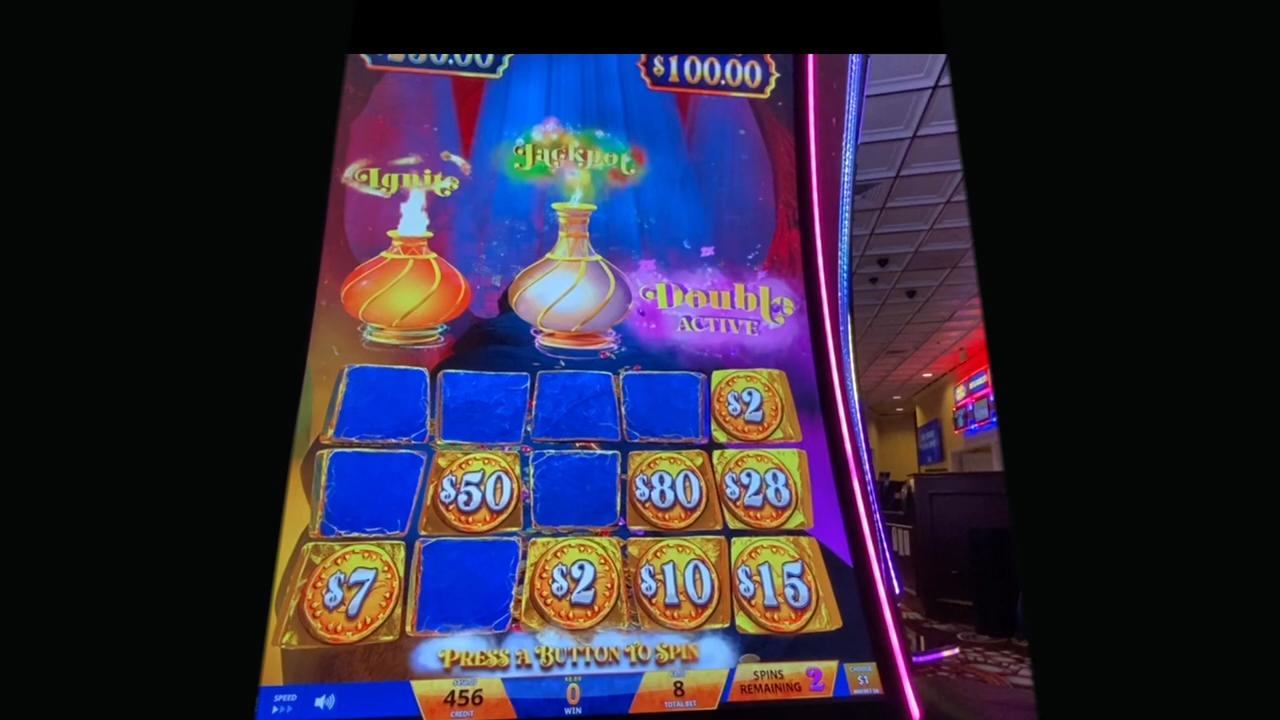 $100.00
Jackpot
Ignite
Double
ACTIVE
$2
$50
$80
$28
$7
$2
$10
$15
PRESS A BUTTON TO SPIN
SPEED
456
CREDIT
0
WIN
8
TOTAL BET
SPINS
REMAINING 2
$1